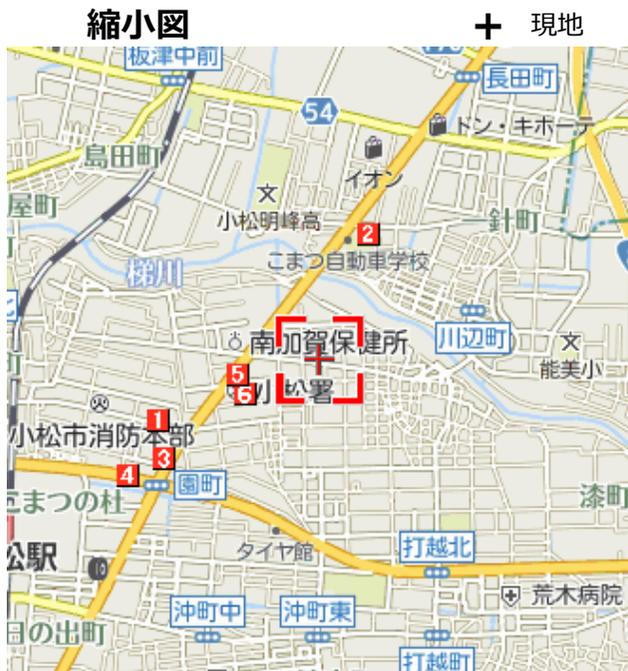 縮小図
＋ 現地
板津中前
長田町
54
ドン・キホーテ
島田町
イオン
屋町
小松明峰高
一針町
2
こまつ自動車学校
梯川
南加賀保健所
川辺町
能美小
5
6
小松署
1
小松市消防本部
3
4
園町
こまつの杜
漆町
タイヤ館
打越北
松駅
荒木病院
沖町中
沖町東
日の出町
打越町